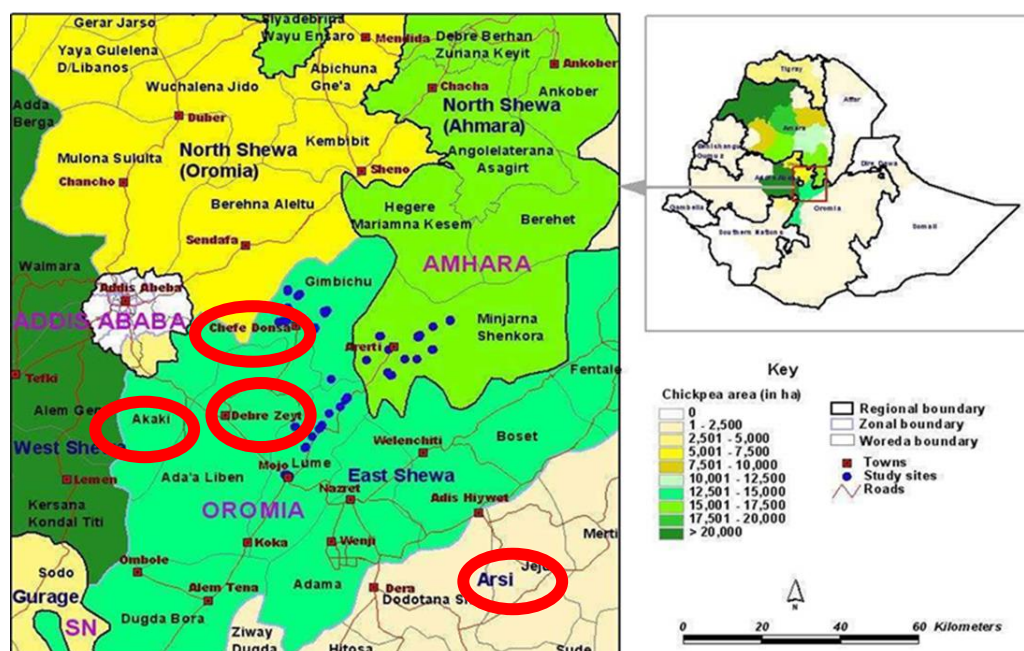 Gerar Jarso
Siyadebrina
Wayu Ensaro
Mendida
Debre Berhan
Zunana Keyit
Ankober
Yaya Gulelena
D/Libanos
Abichuna
Gne'a
Wuchalena Jido
Chacha
Ankober
Adda
Berga
Duber
North Shewa
(Ahmara)
Kembibit
North Shewa
(Oromia)
Angolelaterana
Asagirt
Mulona Sululta
Chancho
Sheno
Berehna Aleltu
Hegere
Mariamna Kesem
Berehet
Sendafa
Walmara
Gimbichu
AMHARA
Addis Abeba
ADDIS ABABA
Chefe Donsa
Minjarna
Shenkora
Arerti
Tefki
Fentale
Alem Gen
Akaki
Debre Zeyt
West Shewa
Welenchiti
Boset
Lemen
Ada'a Liben
Mojo
Lume
East Shewa
Nazret
Adis Hiywet
Kersana
Kondal Titi
OROMIA
Merti
Koka
Wenji
Ombole
Sodo
Gurage
Alem Tena
Adama
Dera
Dodotana
Arsi
Jeju
SN
Dugda Bora
Ziway
Dugda
Hitosa
Sude
Tigray
Affar
Amara
Dire Dawa
Gambella
Oromia
Somali
Southern Nations
Key
Chickpea area (in ha)
0
1 - 2,500
2,501 - 5,000
5,001 - 7,500
7,501 - 10,000
10,001 - 12,500
12,501 - 15,000
15,001 - 17,500
17,501 - 20,000
> 20,000
Regional boundary
Zonal boundary
Woreda boundary
Towns
Study sites
Roads
N
0 20 40 60 Kilometers